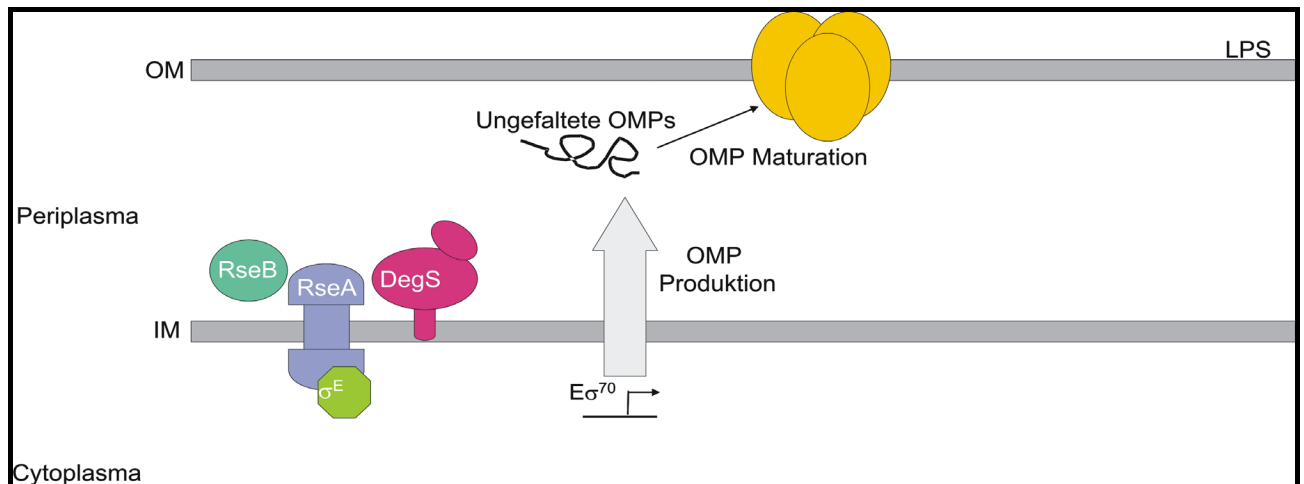 LPS
OM
Ungefaltete OMPs
OMP Maturation
Periplasma
RseB
RseA
DegS
OMP
Produktion
IM
σE
Eσ70
Cytoplasma